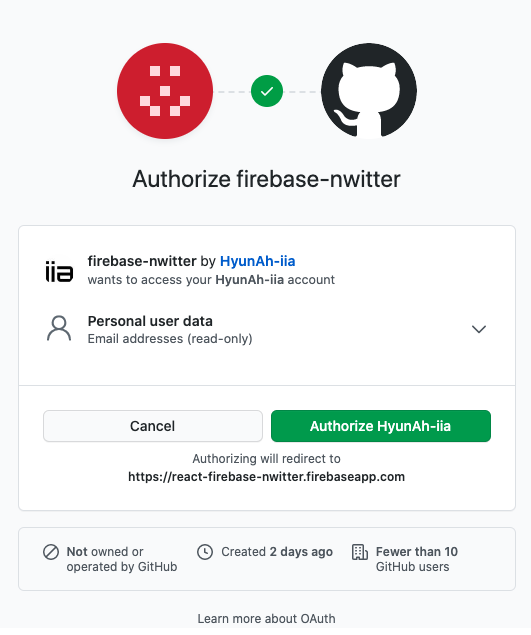 Authorize firebase-nwitter
iia
firebase-nwitter by HyunAh-iia
wants to access your HyunAh-iia account
Personal user data
Email addresses (read-only)
Cancel
Authorize HyunAh-iia
Authorizing will redirect to
https://react-firebase-nwitter.firebaseapp.com
Not owned or
operated by GitHub
Created 2 days ago
Fewer than 10
GitHub users
Learn more about OAuth